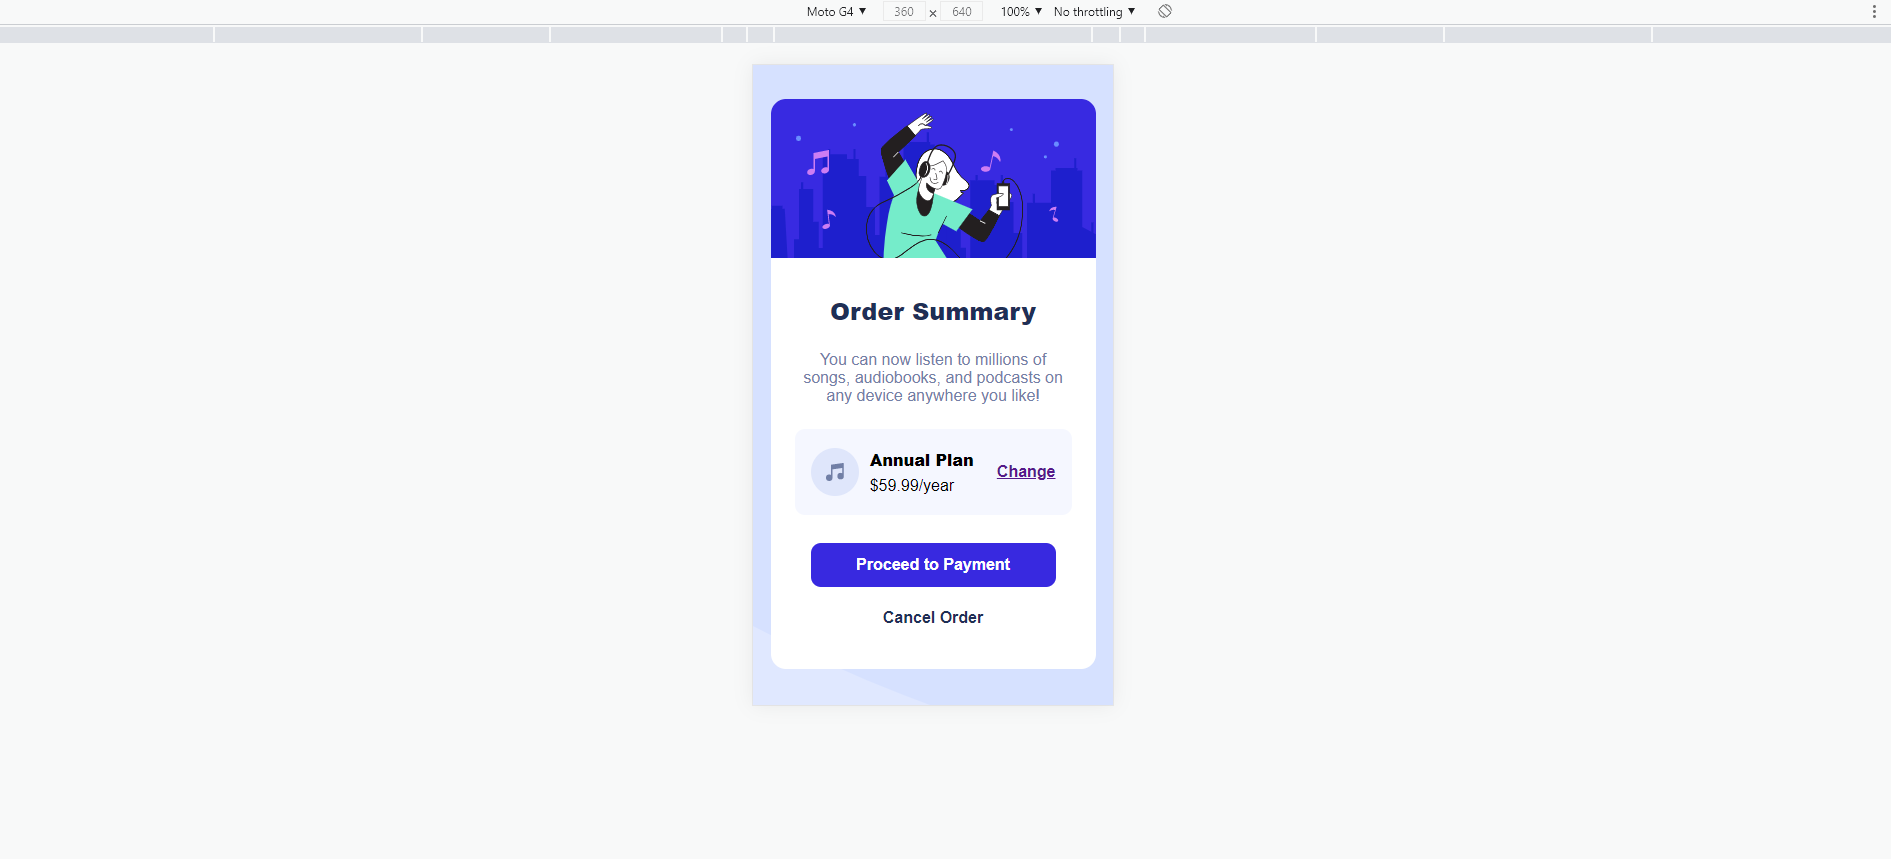 Moto G4 ▼ 360 × 640 100% ▼ No throttling ▼
Order Summary
You can now listen to millions of
songs, audiobooks, and podcasts on
any device anywhere you like!
Annual Plan
$59.99/year
Change
Proceed to Payment
Cancel Order